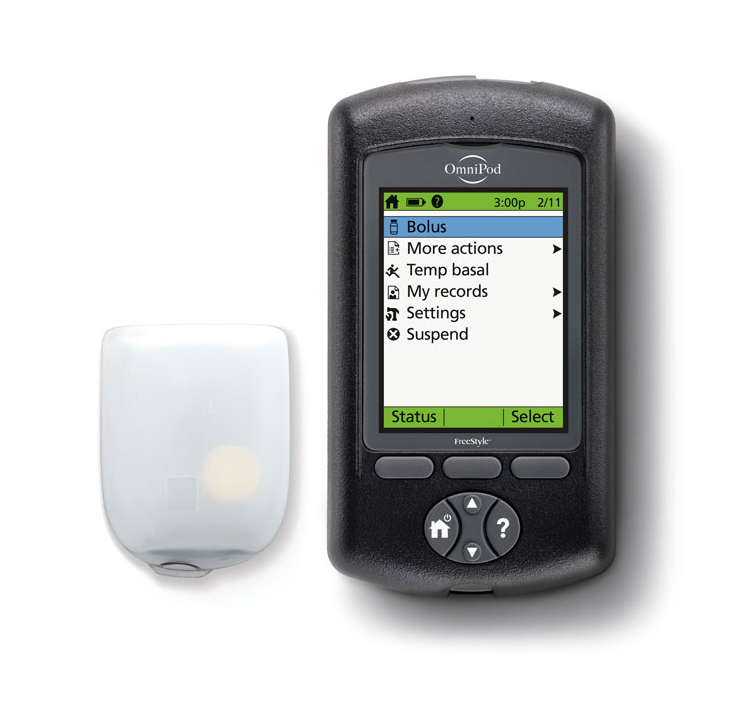 OmniPod
3:00p 2/11
Bolus
More actions
Temp basal
My records
Settings
Suspend
Status Select
FreeStyle
?